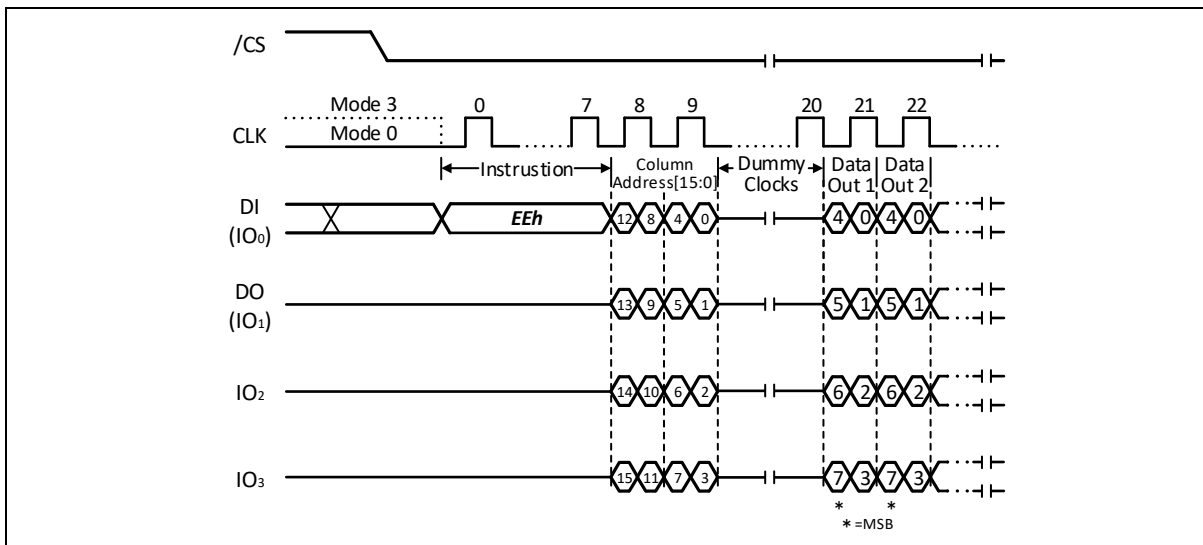 /CS
Mode 3 0 7 8 9 20 21 22
CLK Mode 0
Instrustion Column Address[15:0] Dummy Clocks Data Out 1 Data Out 2
DI (IO0) EEh 12 8 4 0 4 0 4 0
DO (IO1) 13 9 5 1 5 1 5 1
IO2 14 10 6 2 6 2 6 2
IO3 15 11 7 3 7 3 7 3
* *
* =MSB